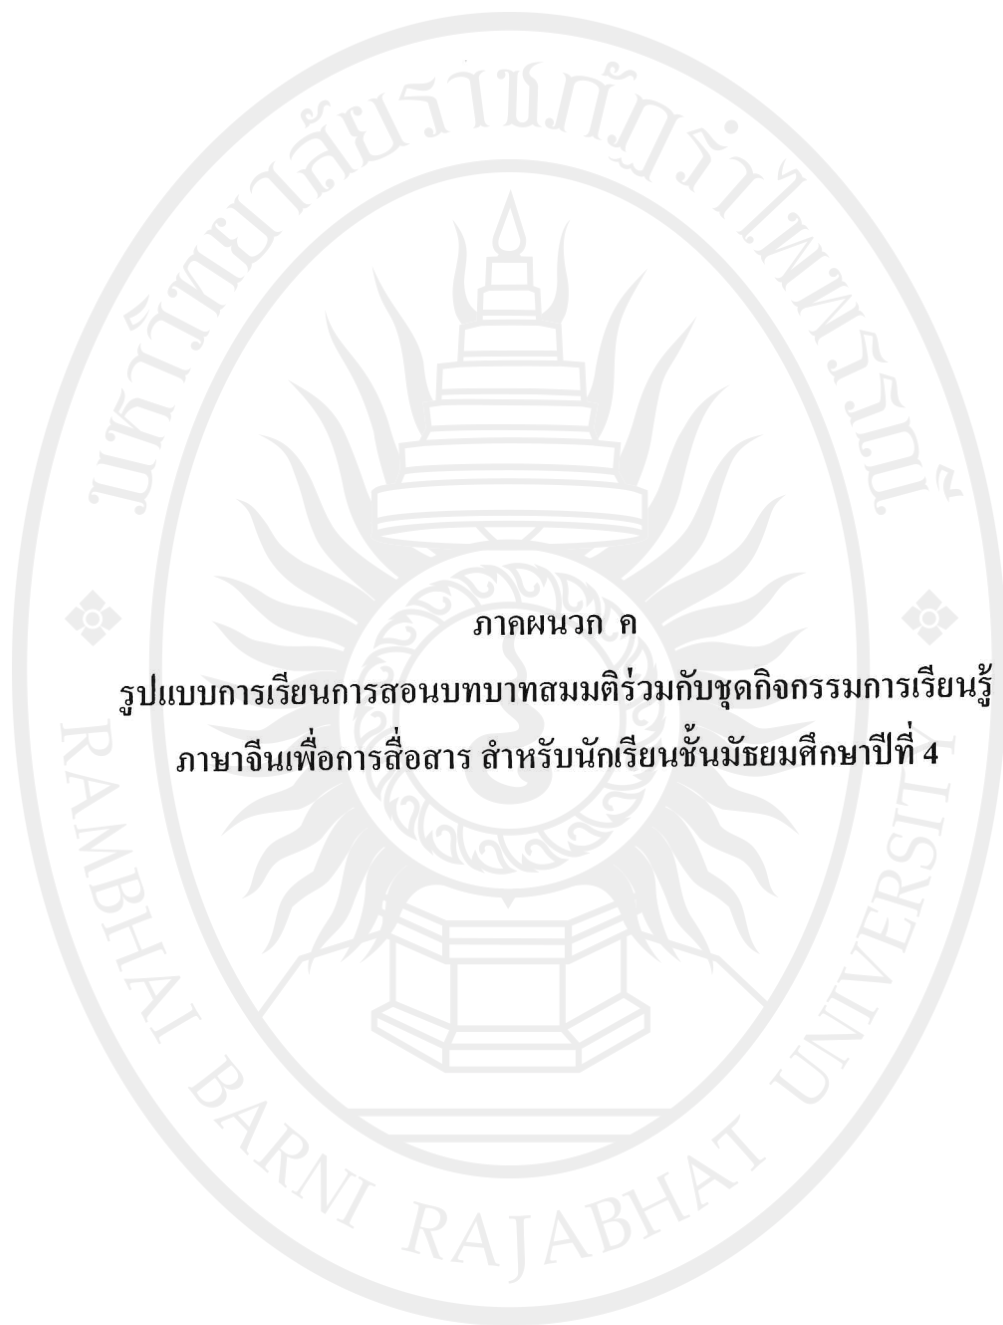 มหาวิทยาลัยราชภัฏรำไพพรรณี
ภาคผนวก ค
รูปแบบการเรียนการสอนบทบาทสมมติร่วมกับชุดกิจกรรมการเรียนรู้
ภาษาจีนเพื่อการสื่อสาร สำหรับนักเรียนชั้นมัธยมศึกษาปีที่ 4
RAMBHAI BARNI RAJABHAT UNIVERSIT